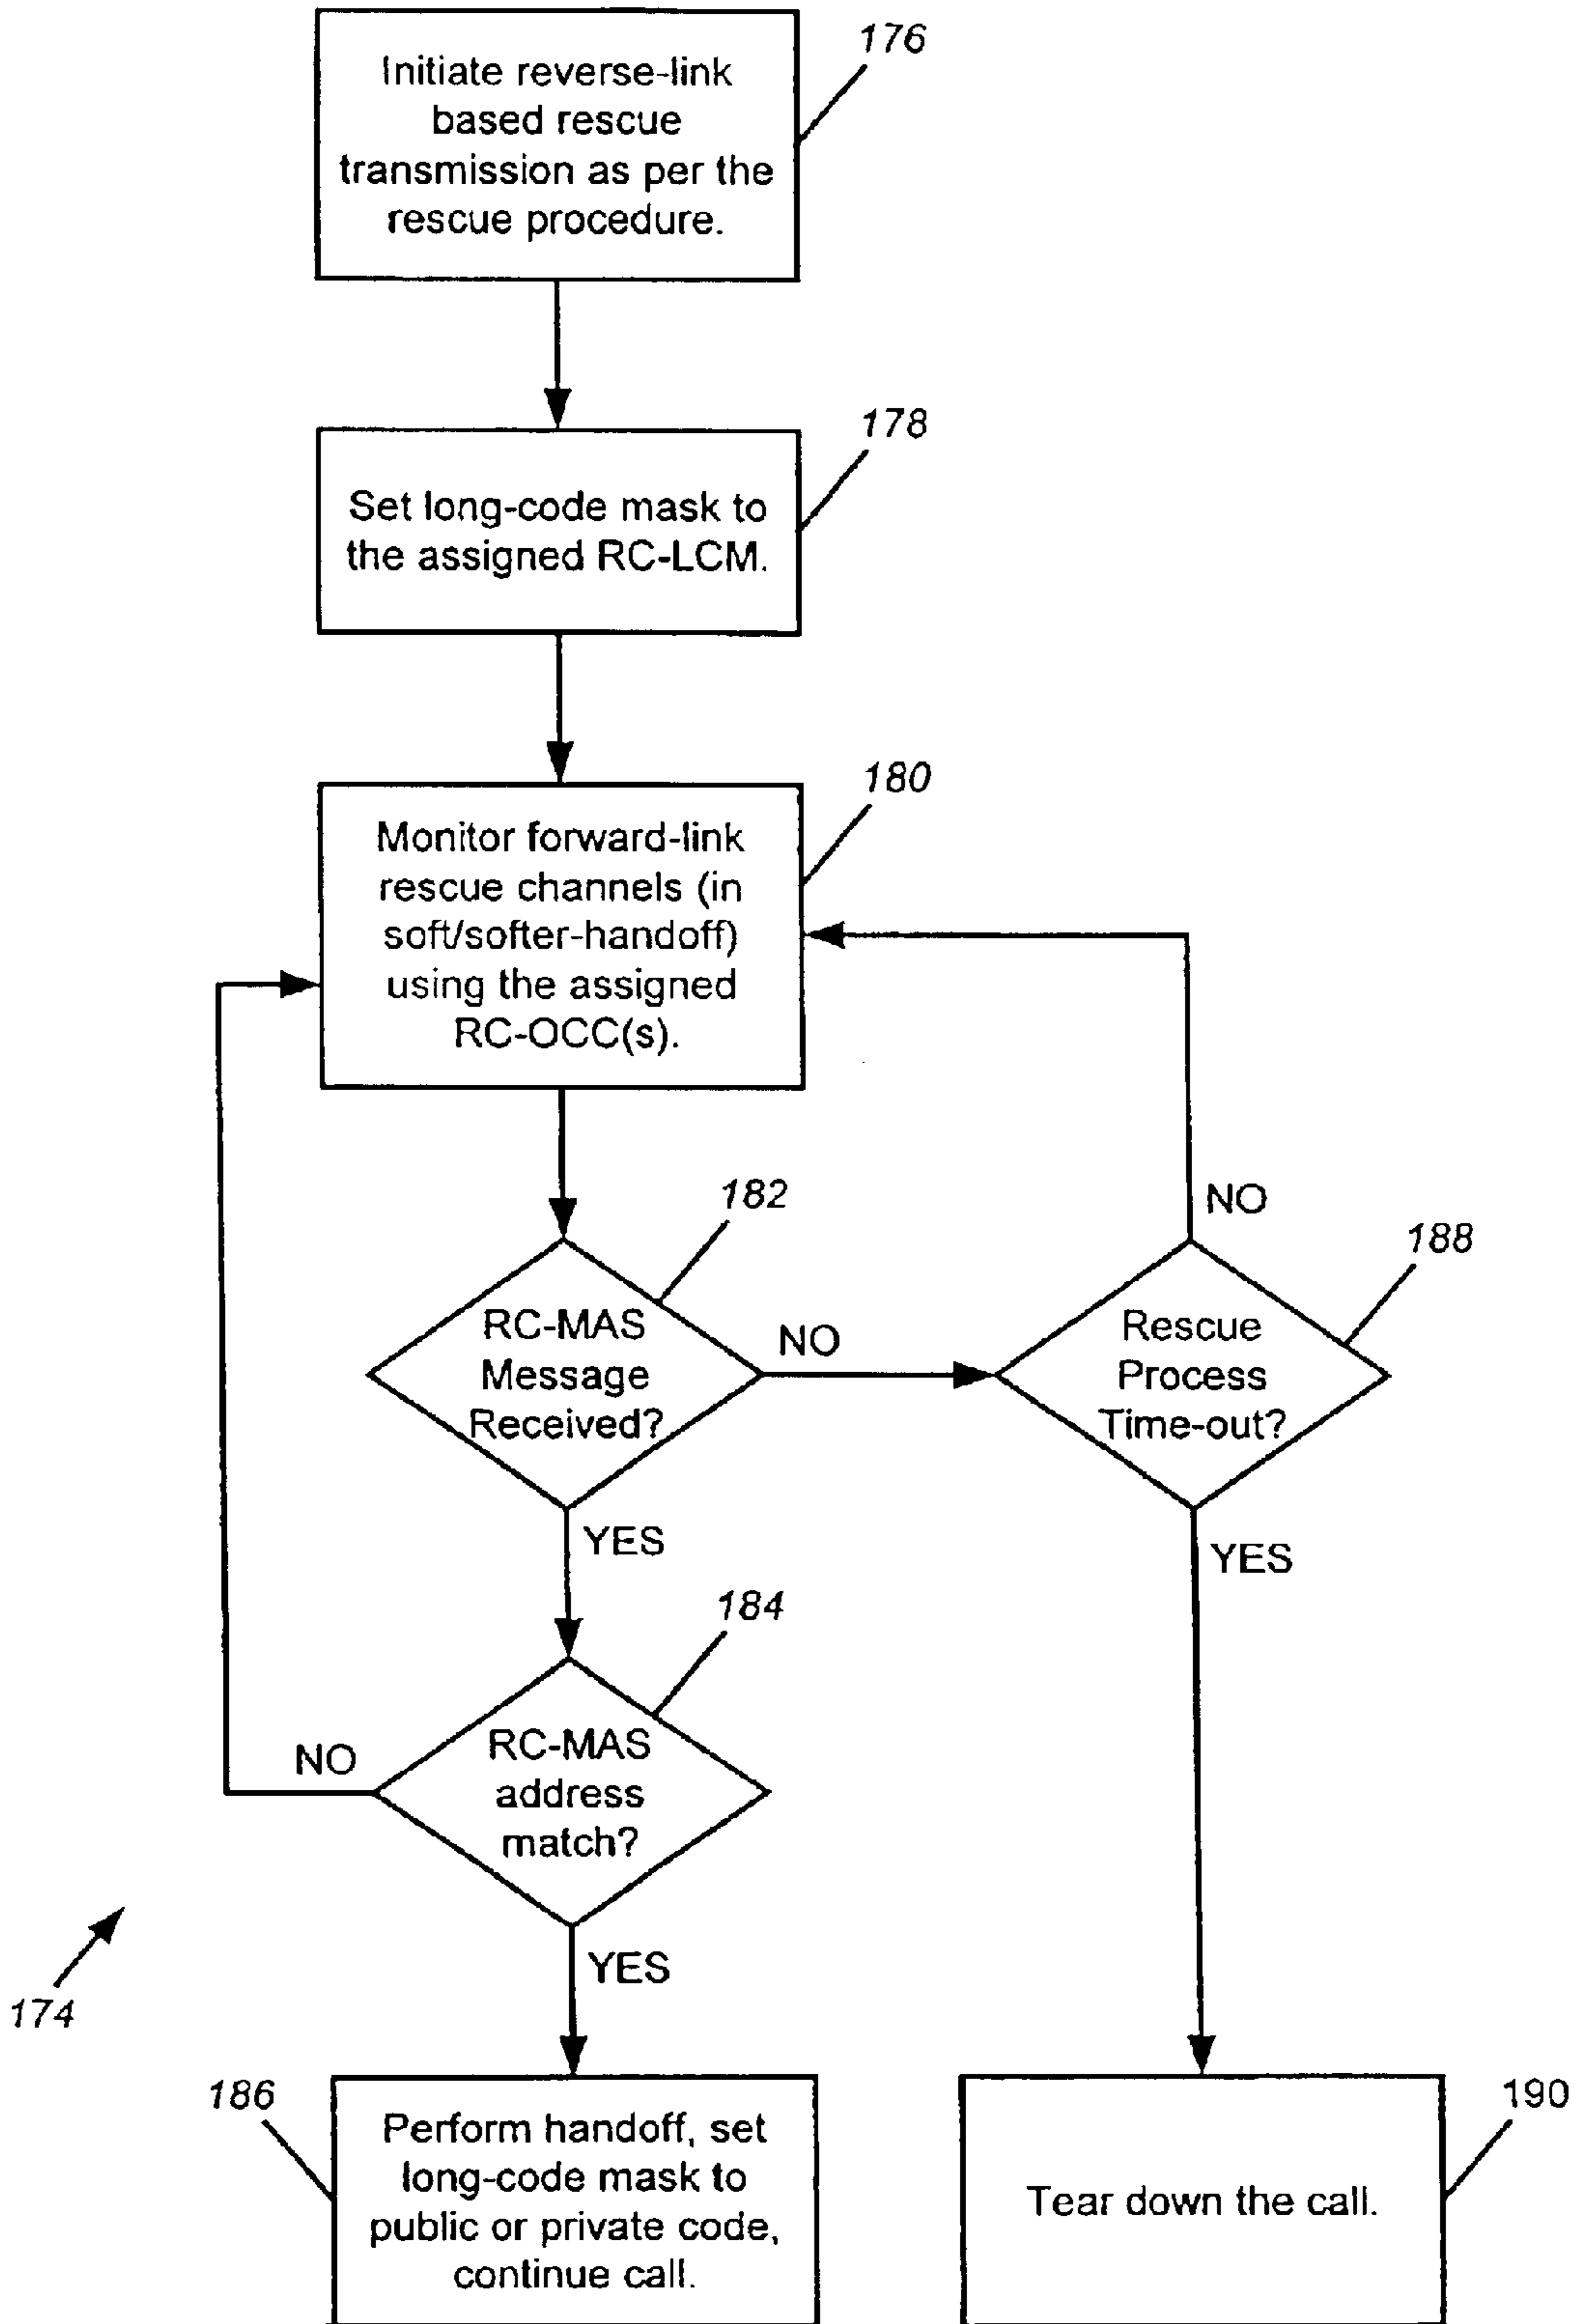 176
Initiate reverse-link
based rescue
transmission as per the
rescue procedure.
178
Set long-code mask to
the assigned RC-LCM.
180
Monitor forward-link
rescue channels (in
soft/softer-handoff)
using the assigned
RC-OCC(s).
182
RC-MAS
Message
Received?
NO
YES
188
Rescue
Process
Time-out?
NO
YES
184
RC-MAS
address
match?
NO
YES
174
186
Perform handoff, set
long-code mask to
public or private code,
continue call.
190
Tear down the call.